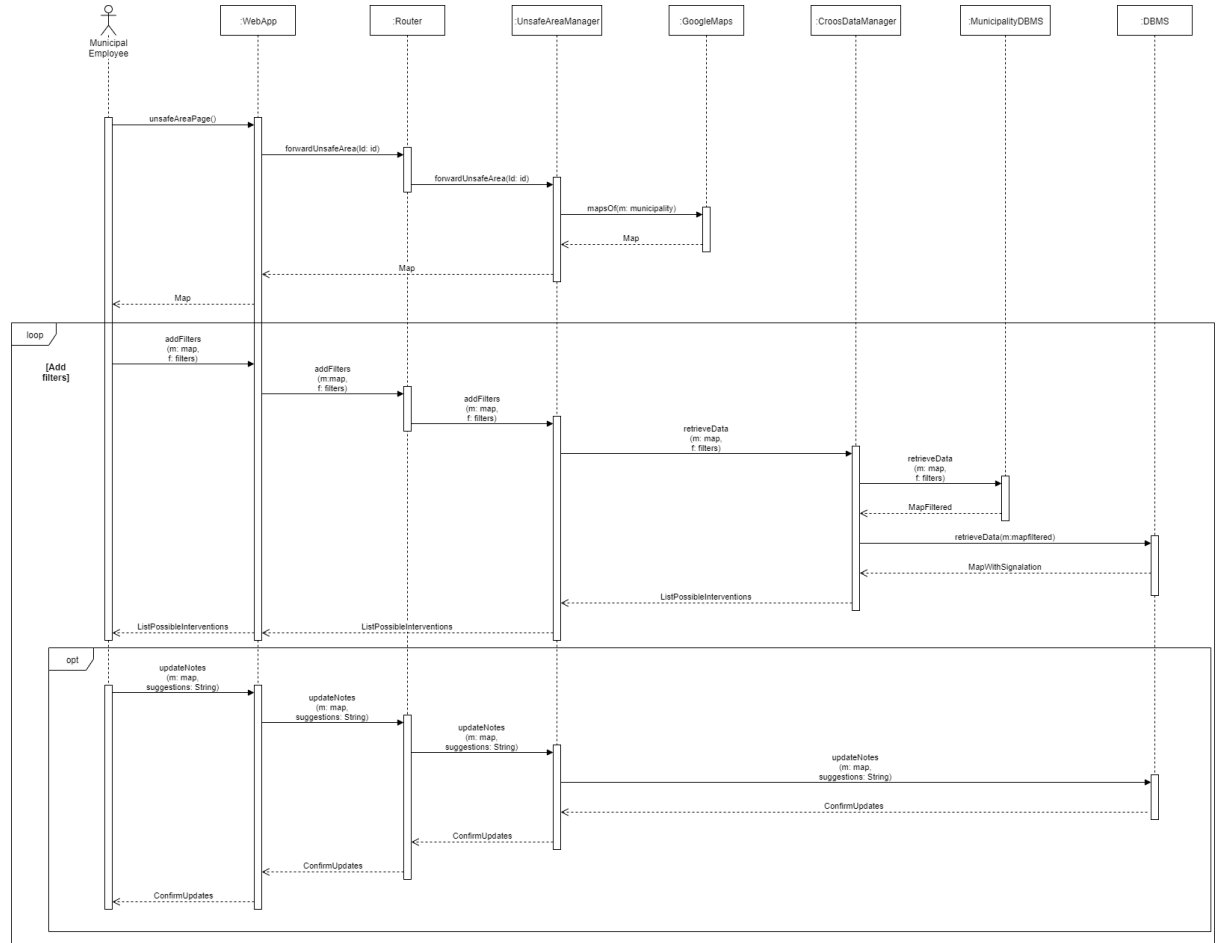 Municipal
Employee
:WebApp
:Router
:UnsafeAreaManager
:GoogleMaps
:CroosDataManager
:MunicipalityDBMS
:DBMS
unsafeAreaPage()
forwardUnsafeArea(Id: id)
forwardUnsafeArea(Id: id)
mapsOf(m: municipality)
Map
Map
Map
loop
[Add
filters]
addFilters
(m: map,
f: filters)
addFilters
(m:map,
f: filters)
addFilters
(m: map,
f: filters)
retrieveData
(m: map,
f: filters)
retrieveData
(m: map,
f: filters)
MapFiltered
retrieveData(m:mapfiltered)
MapWithSignalation
ListPossibleInterventions
ListPossibleInterventions
ListPossibleInterventions
opt
updateNotes
(m: map,
suggestions: String)
updateNotes
(m: map,
suggestions: String)
updateNotes
(m: map,
suggestions: String)
updateNotes
(m: map,
suggestions: String)
ConfirmUpdates
ConfirmUpdates
ConfirmUpdates
ConfirmUpdates